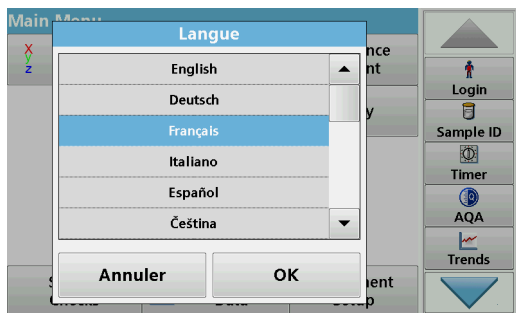 Main Menu
Langue
X
y
z
English
Deutsch
Français
Italiano
Español
Čeština
Annuler
OK
nce
nt
y
ent
Login
Sample ID
Timer
AQA
Trends